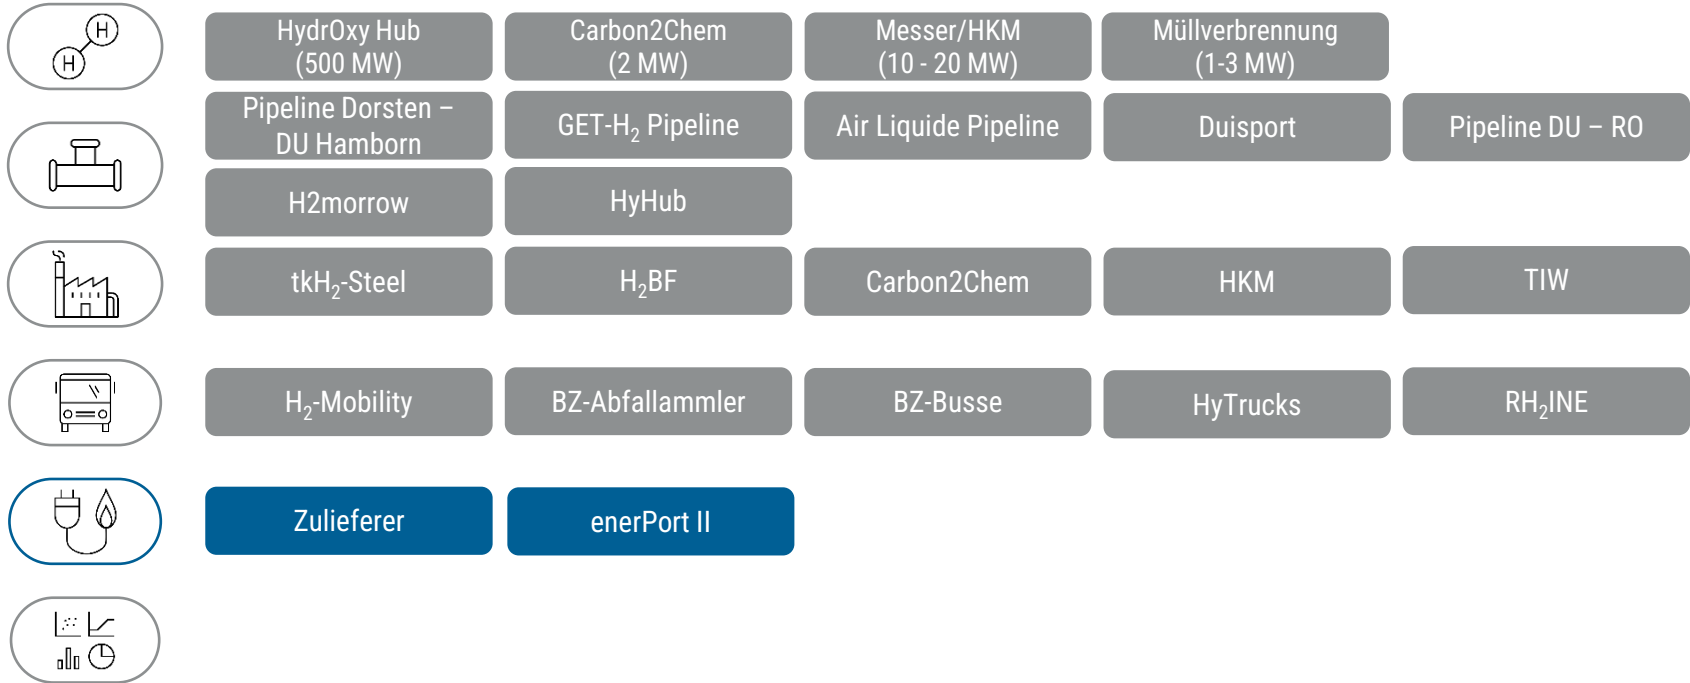 H
H
HydrOxy Hub
(500 MW)
Carbon2Chem
(2 MW)
Messer/HKM
(10 - 20 MW)
Müllverbrennung
(1-3 MW)
Pipeline Dorsten –
DU Hamborn
GET-H₂ Pipeline
Air Liquide Pipeline
Duisport
Pipeline DU – RO
H2morrow
HyHub
tkH₂-Steel
H₂BF
Carbon2Chem
HKM
TIW
H₂-Mobility
BZ-Abfallammler
BZ-Busse
HyTrucks
RH₂INE
Zulieferer
enerPort II